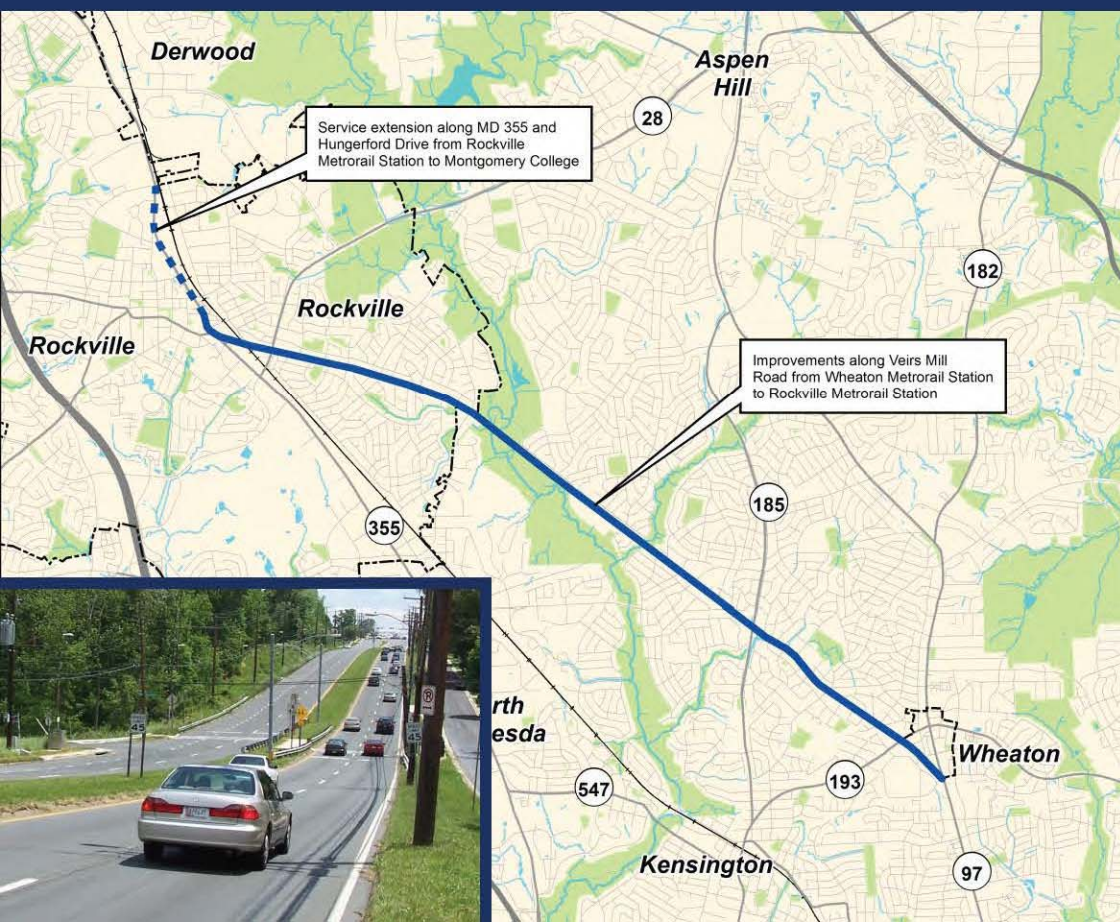 Derwood
Aspen
Hill
28
Service extension along MD 355 and
Hungerford Drive from Rockville
Metrorail Station to Montgomery College
182
Rockville
Rockville
Improvements along Veirs Mill
Road from Wheaton Metrorail Station
to Rockville Metrorail Station
185
355
45
45
rth
esda
Wheaton
193
547
Kensington
97